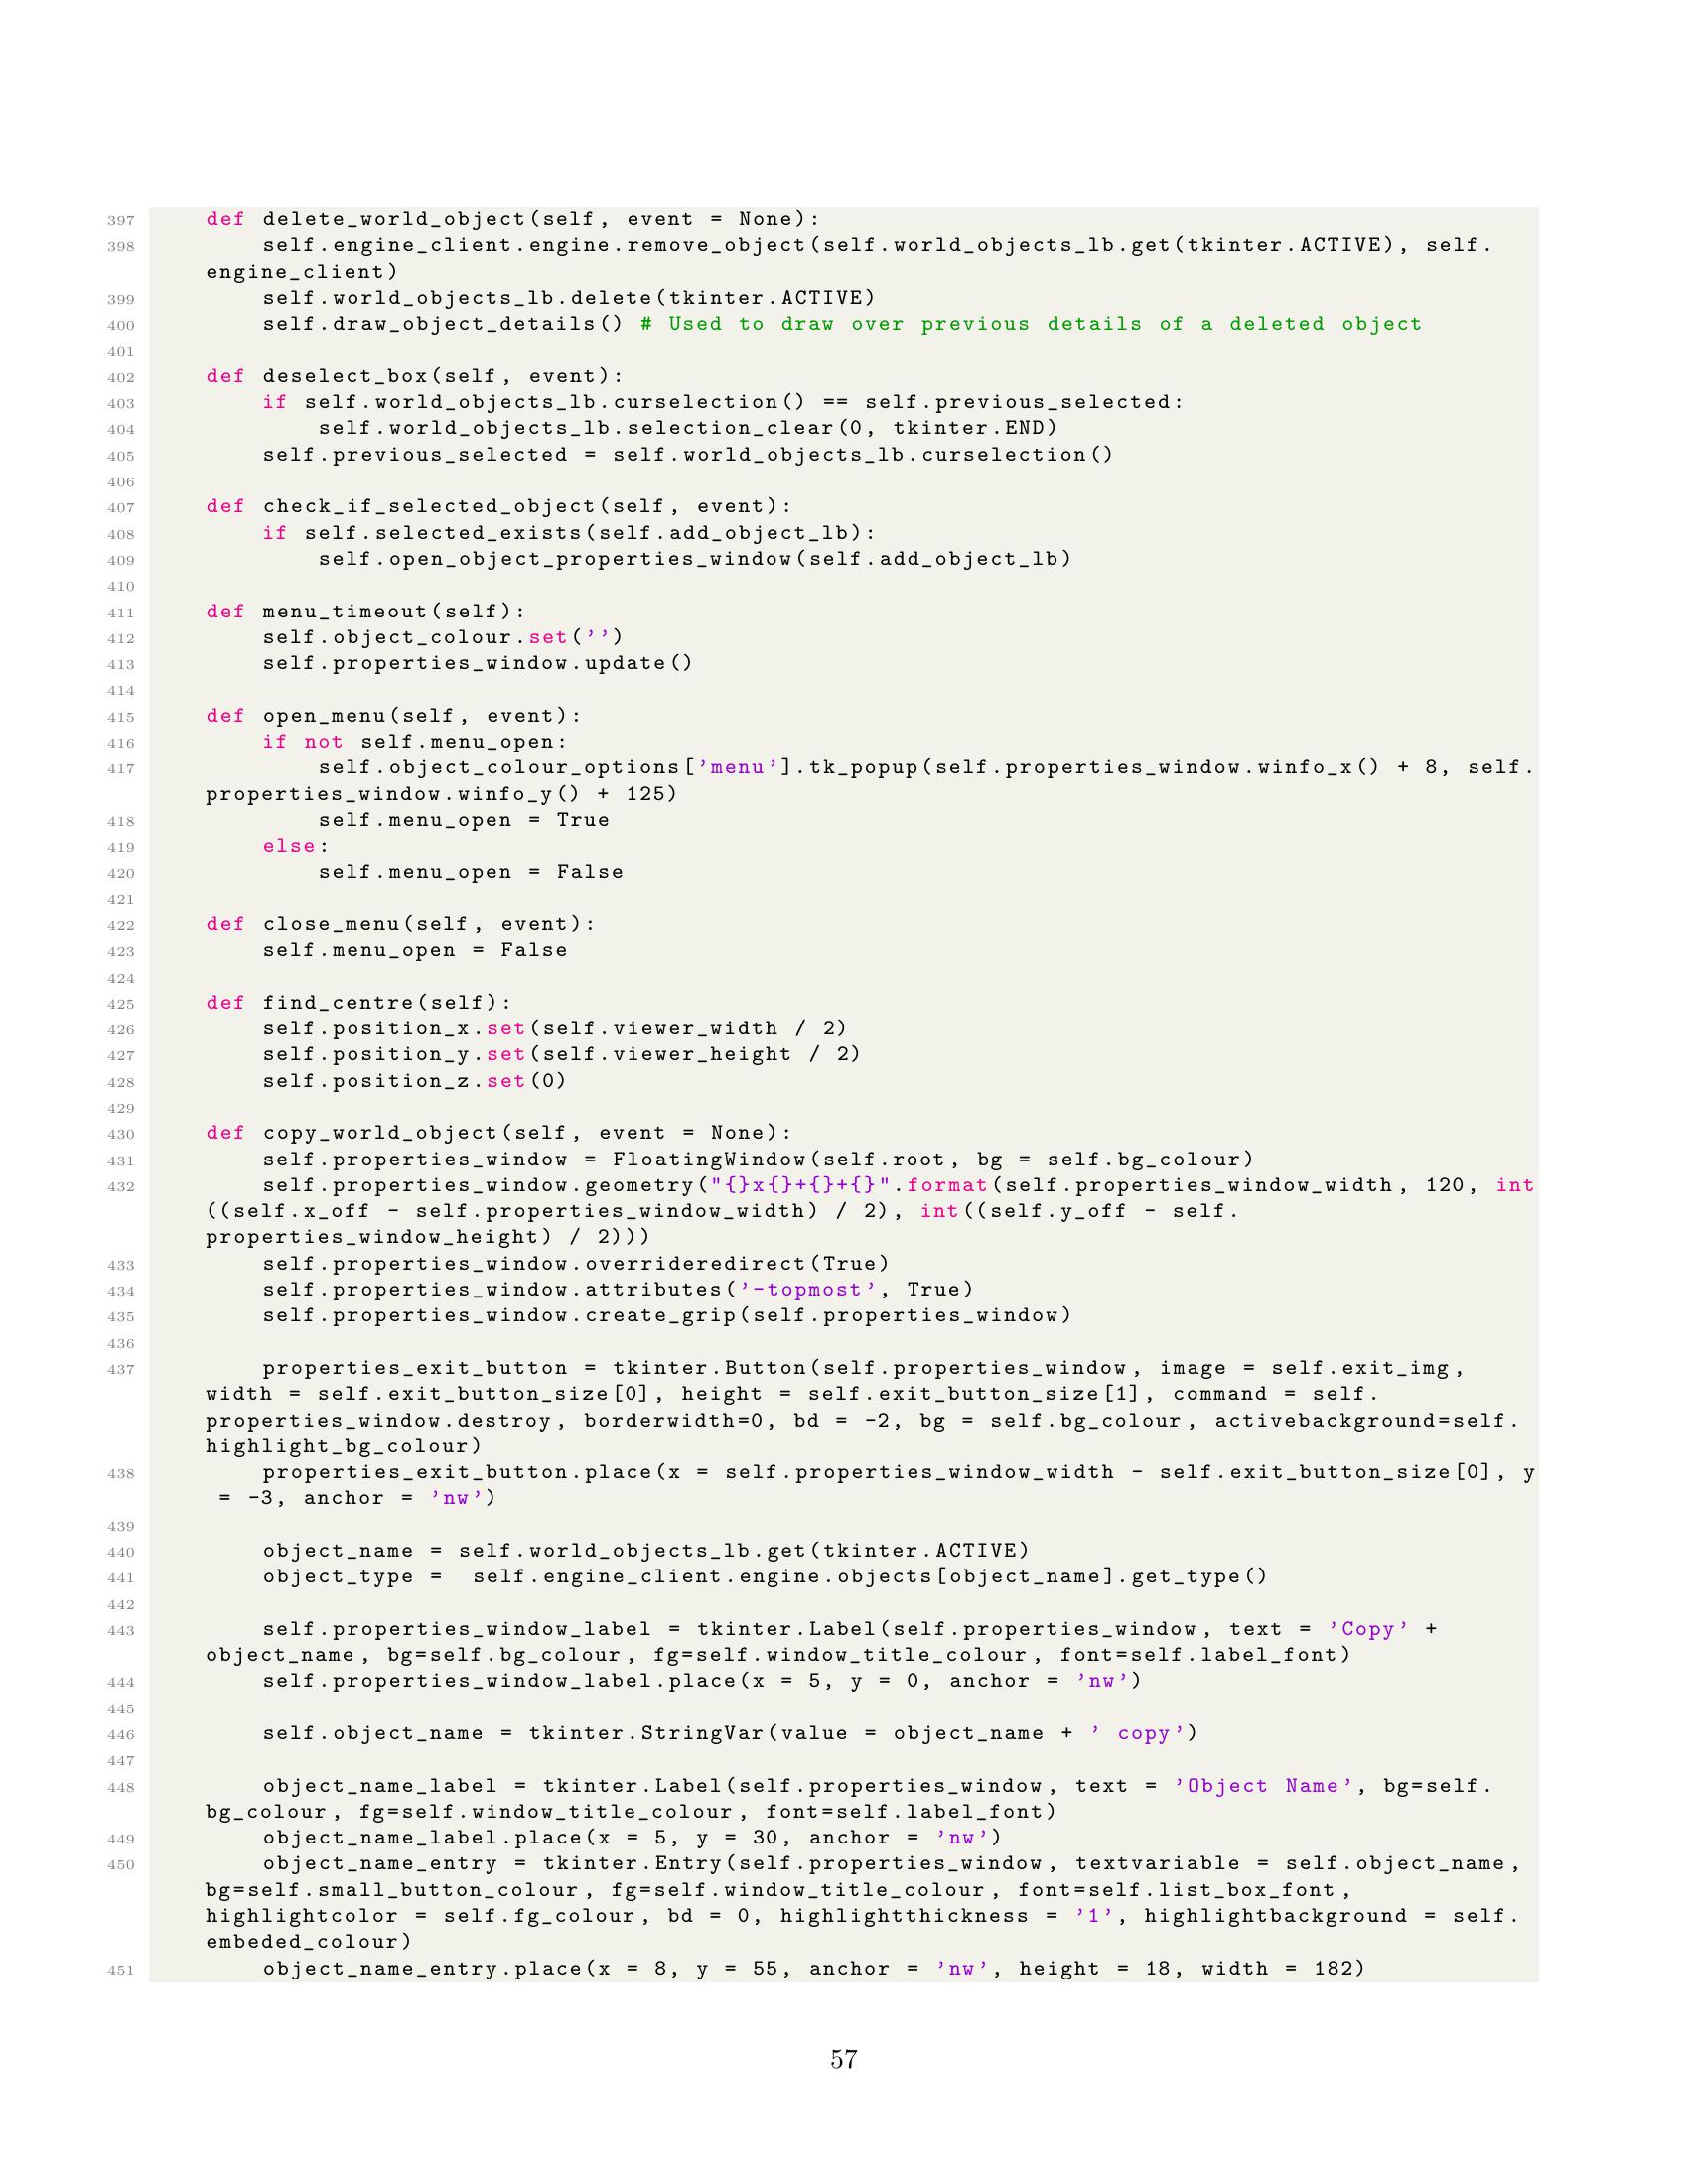 397     def delete_world_object(self, event = None):
398         self.engine_client.engine.remove_object(self.world_objects_lb.get(tkinter.ACTIVE), self.
engine_client)
399         self.world_objects_lb.delete(tkinter.ACTIVE)
400         self.draw_object_details() # Used to draw over previous details of a deleted object
401
402     def deselect_box(self, event):
403         if self.world_objects_lb.curselection() == self.previous_selected:
404             self.world_objects_lb.selection_clear(0, tkinter.END)
405         self.previous_selected = self.world_objects_lb.curselection()
406
407     def check_if_selected_object(self, event):
408         if self.selected_exists(self.add_object_lb):
409             self.open_object_properties_window(self.add_object_lb)
410
411     def menu_timeout(self):
412         self.object_colour.set('')
413         self.properties_window.update()
414
415     def open_menu(self, event):
416         if not self.menu_open:
417             self.object_colour_options['menu'].tk_popup(self.properties_window.winfo_x() + 8, self.
properties_window.winfo_y() + 125)
418             self.menu_open = True
419         else:
420             self.menu_open = False
421
422     def close_menu(self, event):
423         self.menu_open = False
424
425     def find_centre(self):
426         self.position_x.set(self.viewer_width / 2)
427         self.position_y.set(self.viewer_height / 2)
428         self.position_z.set(0)
429
430     def copy_world_object(self, event = None):
431         self.properties_window = FloatingWindow(self.root, bg = self.bg_colour)
432         self.properties_window.geometry("{}x{}+{}+{}".format(self.properties_window_width, 120, int
((self.x_off - self.properties_window_width) / 2), int((self.y_off - self.
properties_window_height) / 2)))
433         self.properties_window.overrideredirect(True)
434         self.properties_window.attributes('-topmost', True)
435         self.properties_window.create_grip(self.properties_window)
436
437         properties_exit_button = tkinter.Button(self.properties_window, image = self.exit_img,
width = self.exit_button_size[0], height = self.exit_button_size[1], command = self.
properties_window.destroy, borderwidth=0, bd = -2, bg = self.bg_colour, activebackground=self.
highlight_bg_colour)
438         properties_exit_button.place(x = self.properties_window_width - self.exit_button_size[0], y
= -3, anchor = 'nw')
439
440         object_name = self.world_objects_lb.get(tkinter.ACTIVE)
441         object_type =  self.engine_client.engine.objects[object_name].get_type()
442
443         self.properties_window_label = tkinter.Label(self.properties_window, text = 'Copy' +
object_name, bg=self.bg_colour, fg=self.window_title_colour, font=self.label_font)
444         self.properties_window_label.place(x = 5, y = 0, anchor = 'nw')
445
446         self.object_name = tkinter.StringVar(value = object_name + ' copy')
447
448         object_name_label = tkinter.Label(self.properties_window, text = 'Object Name', bg=self.
bg_colour, fg=self.window_title_colour, font=self.label_font)
449         object_name_label.place(x = 5, y = 30, anchor = 'nw')
450         object_name_entry = tkinter.Entry(self.properties_window, textvariable = self.object_name,
bg=self.small_button_colour, fg=self.window_title_colour, font=self.list_box_font,
highlightcolor = self.fg_colour, bd = 0, highlightthickness = '1', highlightbackground = self.
embeded_colour)
451         object_name_entry.place(x = 8, y = 55, anchor = 'nw', height = 18, width = 182)
57